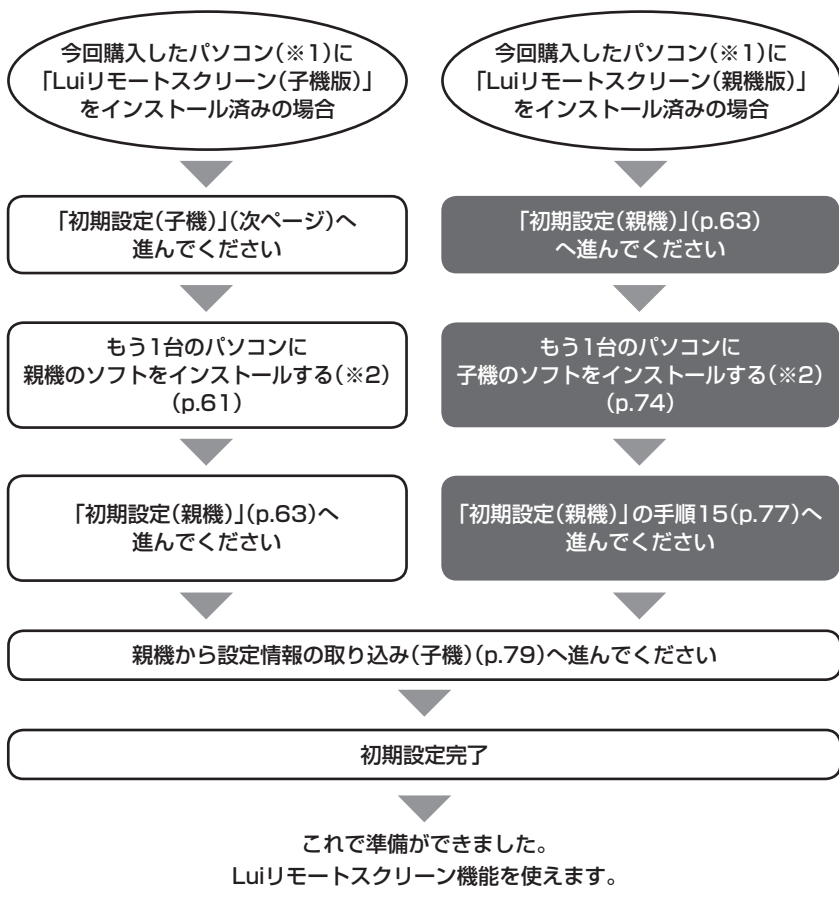 今回購入したパソコン(※1)に
「Luiリモートスクリーン(子機版)」
をインストール済みの場合
「初期設定(子機)」(次ページ)へ
進んでください
もう1台のパソコンに
親機のソフトをインストールする(※2)
(p.61)
「初期設定(親機)」(p.63)へ
進んでください
今回購入したパソコン(※1)に
「Luiリモートスクリーン(親機版)」
をインストール済みの場合
「初期設定(親機)」(p.63)
へ進んでください
もう1台のパソコンに
子機のソフトをインストールする(※2)
(p.74)
「初期設定(親機)」の手順15(p.77)へ
進んでください
親機から設定情報の取り込み(子機)(p.79)へ進んでください
初期設定完了
これで準備ができました。
Luiリモートスクリーン機能を使えます。